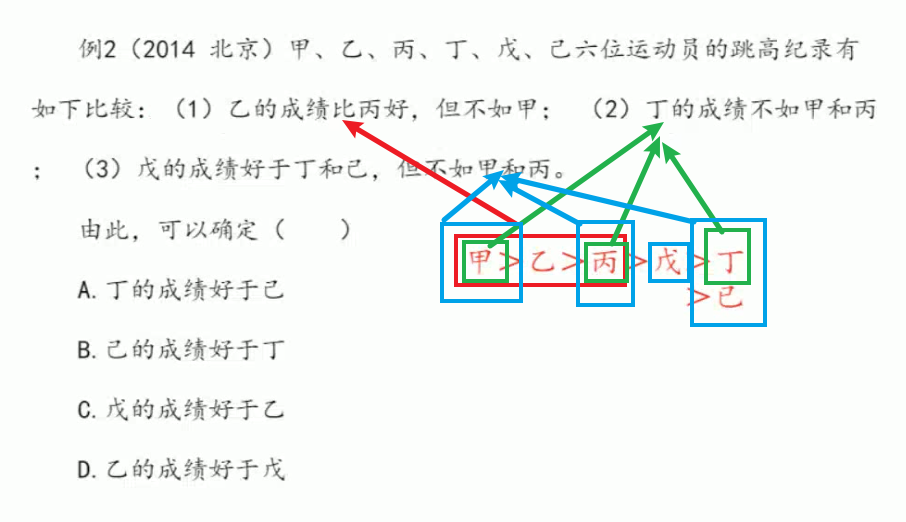 例2（2014 北京）甲、乙、丙、丁、戊、己六位运动员的跳高纪录有
如下比较：（1）乙的成绩比丙好，但不如甲； （2）丁的成绩不如甲和丙
；（3）戊的成绩好于丁和己，但不如甲和丙。
由此，可以确定（  ）
甲>乙>丙>戊>丁
>己
A.丁的成绩好于己
B.己的成绩好于丁
C.戊的成绩好于乙
D.乙的成绩好于戊